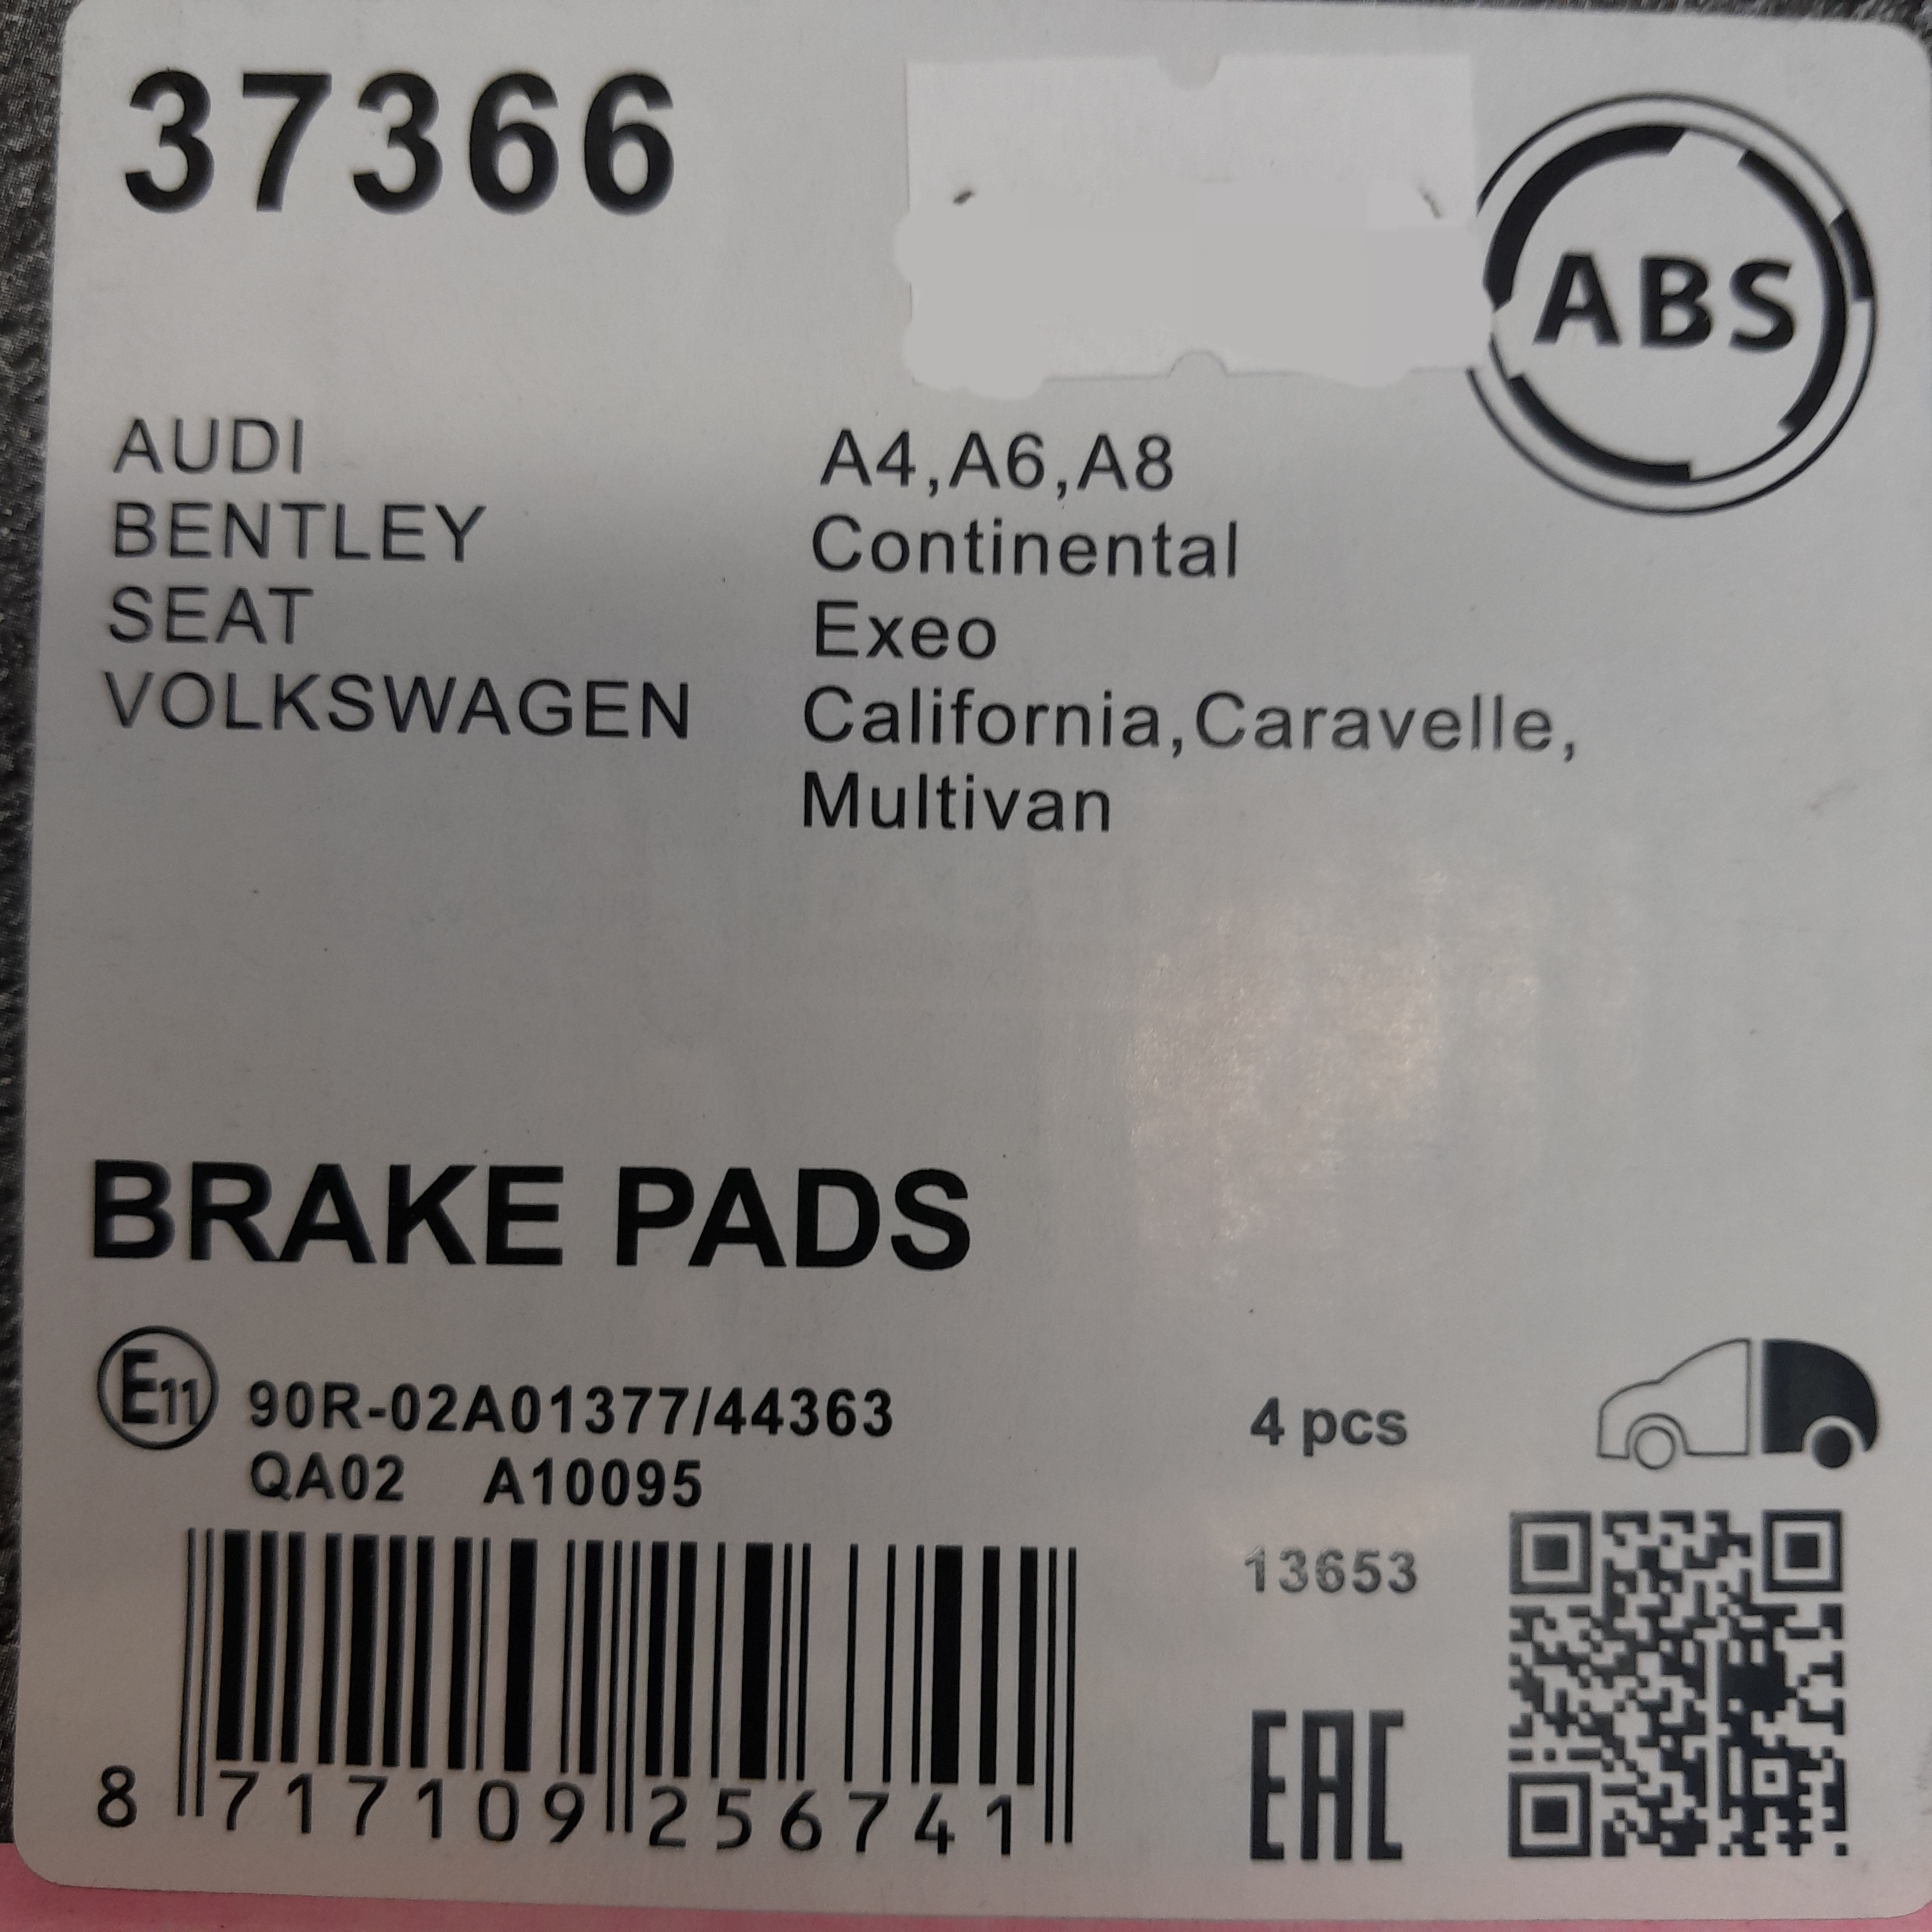 37366
ABS
AUDI A4,A6,A8
BENTLEY Continental
SEAT Exeo
VOLKSWAGEN California,Caravelle,
Multivan
BRAKE PADS
E11 90R-02A01377/44363
QA02 A10095
4 pcs
13653
8 717109 256741
EAC